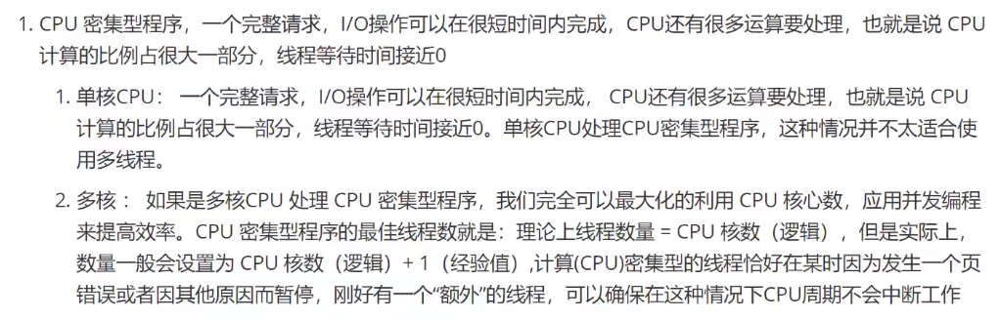 1. CPU 密集型程序，一个完整请求，I/O操作可以在很短时间内完成，CPU还有很多运算要处理，也就是说 CPU
计算的比例占很大一部分，线程等待时间接近0
1. 单核CPU： 一个完整请求，I/O操作可以在很短时间内完成， CPU还有很多运算要处理，也就是说 CPU
计算的比例占很大一部分，线程等待时间接近0。单核CPU处理CPU密集型程序，这种情况并不太适合使
用多线程。
2. 多核 ： 如果是多核CPU 处理 CPU 密集型程序，我们完全可以最大化的利用 CPU 核心数，应用并发编程
来提高效率。CPU 密集型程序的最佳线程数就是：理论上线程数量 = CPU 核数（逻辑），但是实际上，
数量一般会设置为 CPU 核数（逻辑）+ 1（经验值）,计算(CPU)密集型的线程恰好在某时因为发生一个页
错误或者因其他原因而暂停，刚好有一个“额外”的线程，可以确保在这种情况下CPU周期不会中断工作